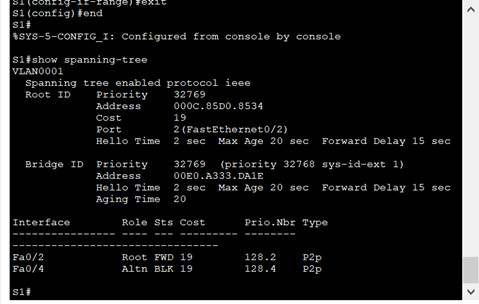 S1(config-if-range)#exit
S1(config)#end
S1#
%SYS-5-CONFIG_I: Configured from console by console
S1#show spanning-tree
VLAN0001
Spanning tree enabled protocol ieee
Root ID Priority 32769
Address 000C.85D0.8534
Cost 19
Port 2(FastEthernet0/2)
Hello Time 2 sec Max Age 20 sec Forward Delay 15 sec
Bridge ID Priority 32769 (priority 32768 sys-id-ext 1)
Address 00E0.A333.DA1E
Hello Time 2 sec Max Age 20 sec Forward Delay 15 sec
Aging Time 20
Interface Role Sts Cost Prio.Nbr Type
---------------- ---- --- --------- -------- --------------------------------
Fa0/2 Root FWD 19 128.2 P2p
Fa0/4 Altn BLK 19 128.4 P2p
S1#